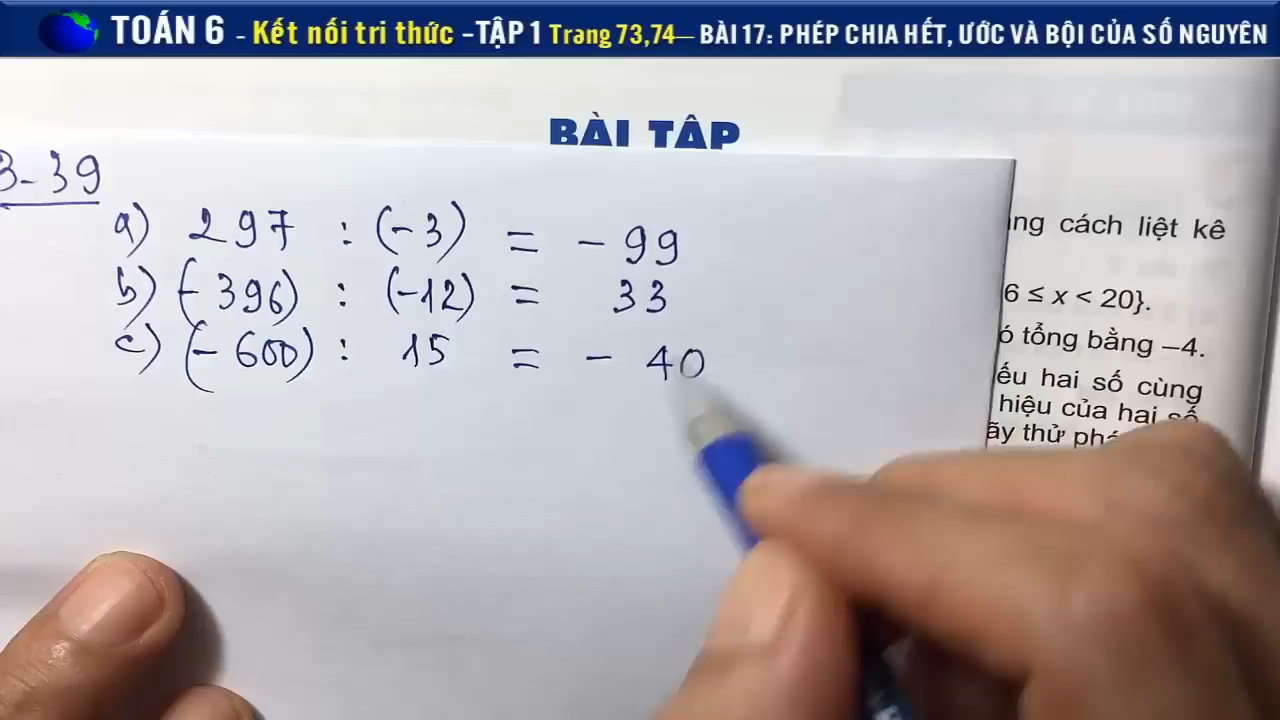 TOÁN 6 - Kết nối tri thức -TẬP 1 Trang 73,74— BÀI 17: PHÉP CHIA HẾT, ƯỚC VÀ BỘI CỦA SỐ NGUYÊN
BÀI TẬP
3-39
a) 297 : (-3) = - 99
b) (- 396) : (-12) = 33
c) (- 600) : 15 = - 40
cách liệt kê
6 ≤ x < 20}.
tổng bằng –4.
hai số cùng
hiệu của hai số
thử